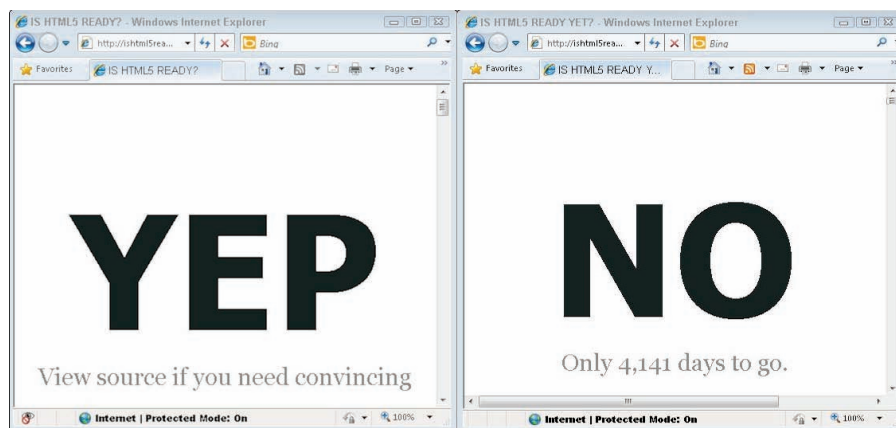 IS HTML5 READY? - Windows Internet Explorer
http://ishtml5rea...
Bing
Favorites
IS HTML5 READY?
Page
YEP
View source if you need convincing
Internet | Protected Mode: On
100%
IS HTML5 READY YET? - Windows Internet Explorer
http://ishtml5rea...
Bing
Favorites
IS HTML5 READY Y...
Page
NO
Only 4,141 days to go.
Internet | Protected Mode: On
100%